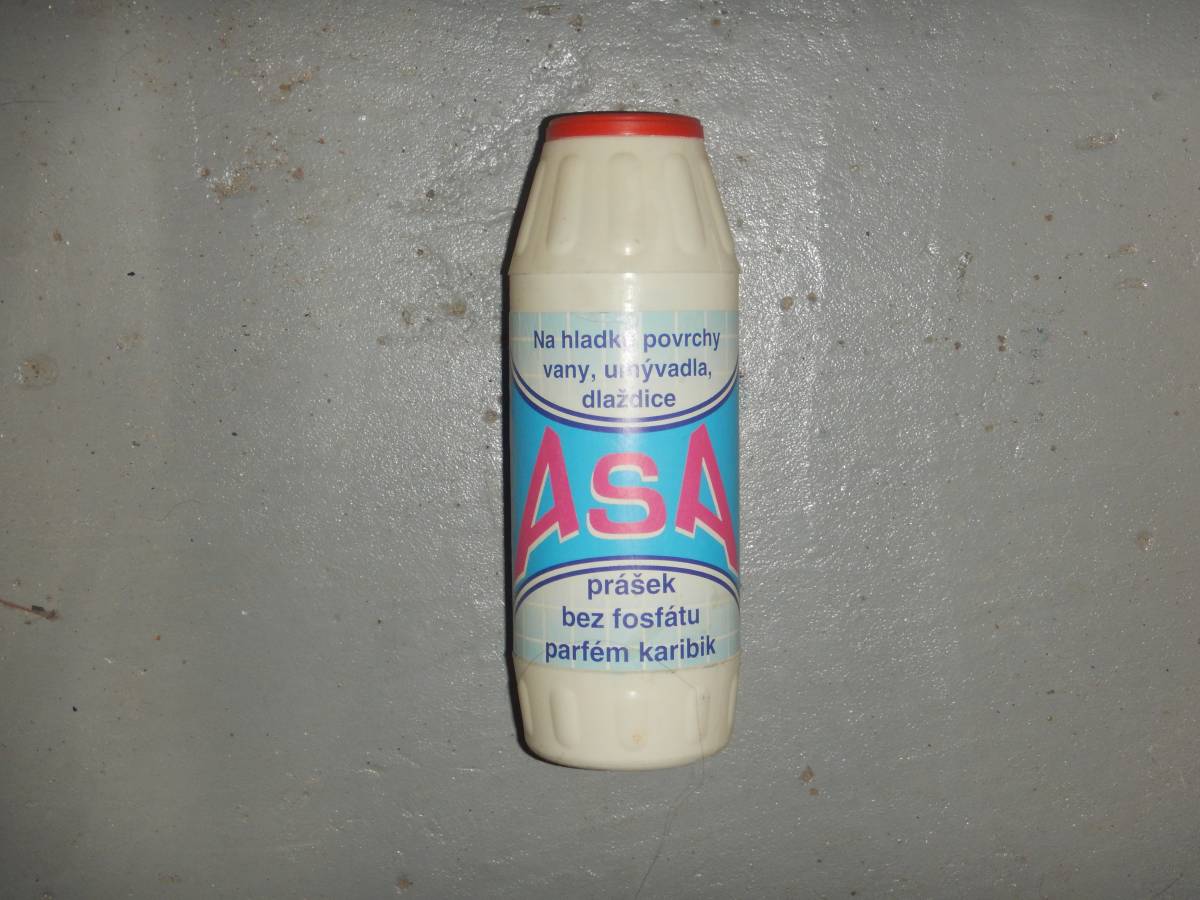 Na hladké povrchy
vany, umývadla,
dlaždice
AsA
prášek
bez fosfátu
parfém karibik